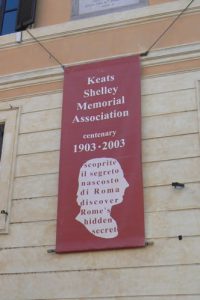 Keats
Shelley
Memorial
Association
centenary
1903·2003
scoprite
il segreto
nascosto
di Roma
discover
Rome's
hidden
secret